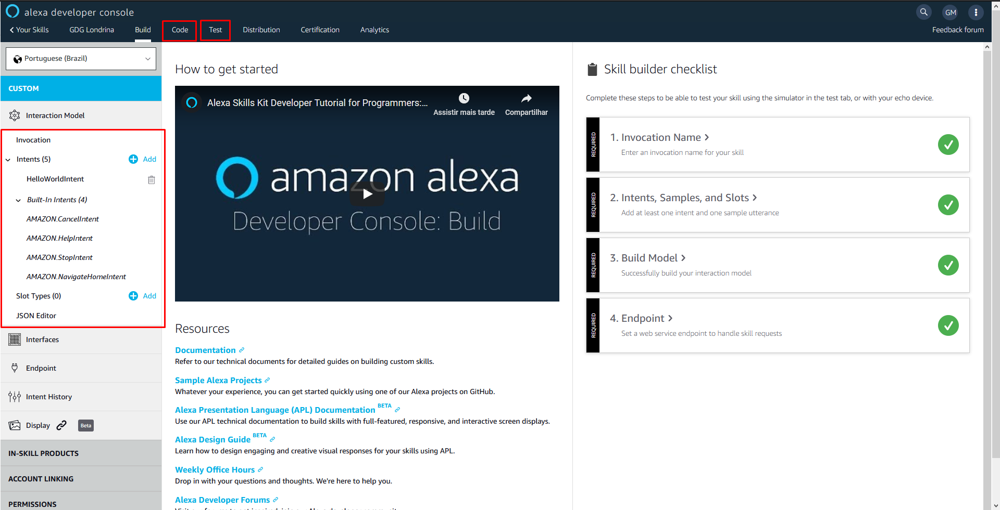 alexa developer console
GM
Your Skills
GDG Londrina
Build
Code
Test
Distribution
Certification
Analytics
Feedback forum
Portuguese (Brazil)
CUSTOM
Interaction Model
Invocation
Intents (5)
Add
HelloWorldIntent
Built-In Intents (4)
AMAZON.CancelIntent
AMAZON.HelpIntent
AMAZON.StopIntent
AMAZON.NavigateHomeIntent
Slot Types (0)
Add
JSON Editor
Interfaces
Endpoint
Intent History
Display
Beta
IN-SKILL PRODUCTS
ACCOUNT LINKING
PERMISSIONS
How to get started
Alexa Skills Kit Developer Tutorial for Programmers:...
Assistir mais tarde
Compartilhar
amazon alexa
Developer Console: Build
Resources
Documentation
Refer to our technical documents for detailed guides on building custom skills.
Sample Alexa Projects
Whatever your experience, you can get started quickly using one of our Alexa projects on GitHub.
Alexa Presentation Language (APL) Documentation BETA
Use our APL technical documentation to build skills with full-featured, responsive, and interactive screen displays.
Alexa Design Guide BETA
Learn how to design engaging and creative visual responses for your skills using APL.
Weekly Office Hours
Drop in with your questions and thoughts. We're here to help you.
Alexa Developer Forums
Skill builder checklist
Complete these steps to be able to test your skill using the simulator in the test tab, or with your echo device.
REQUIRED
1. Invocation Name
Enter an invocation name for your skill
REQUIRED
2. Intents, Samples, and Slots
Add at least one intent and one sample utterance
REQUIRED
3. Build Model
Successfully build your interaction model
REQUIRED
4. Endpoint
Set a web service endpoint to handle skill requests